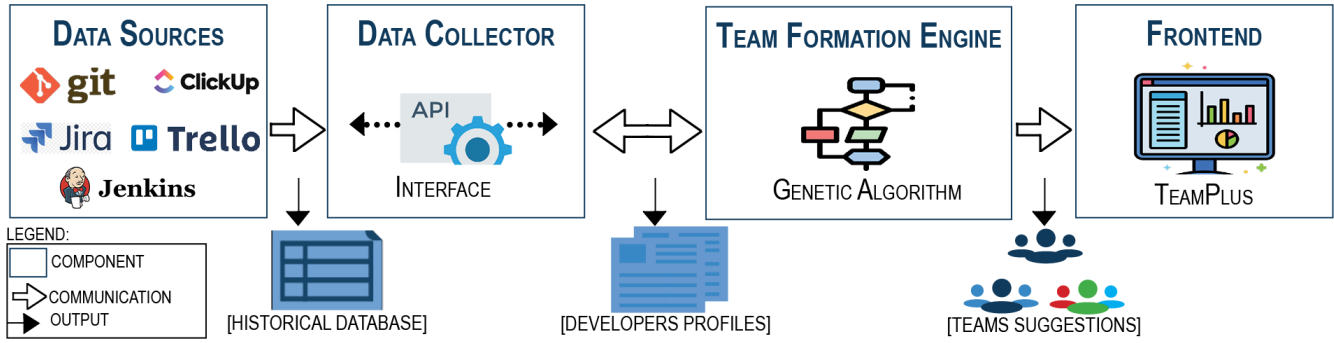 DATA SOURCES
git
ClickUp
Jira
Trello
Jenkins
DATA COLLECTOR
API
INTERFACE
TEAM FORMATION ENGINE
GENETIC ALGORITHM
FRONTEND
TEAMPLUS
LEGEND:
COMPONENT
COMMUNICATION
OUTPUT
[HISTORICAL DATABASE]
[DEVELOPERS PROFILES]
[TEAMS SUGGESTIONS]